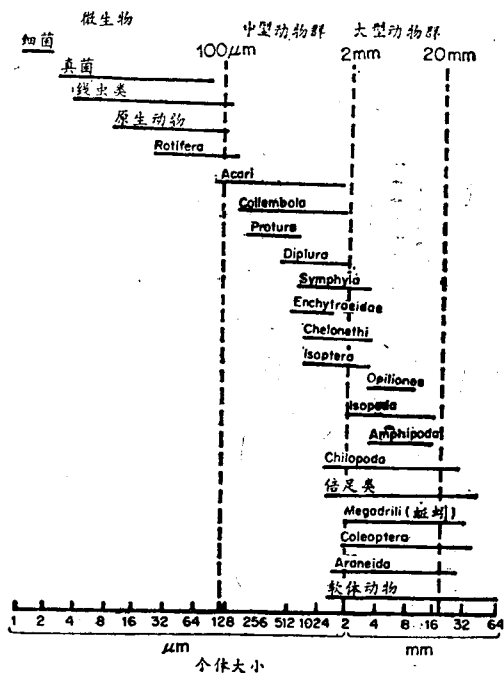 微生物 中型动物群 大型动物群
细菌 100μm 2mm 20mm
真菌
线虫类
原生动物
Rotifera
Acari
Collembola
Protura
Diplura
Symphyla
Enchytraeidae
Chelonethi
Isoptera
Opiliones
Isopoda
Amphipoda
Chilopoda
倍足类
Megadrili (蚯蚓)
Coleoptera
Araneida
软体动物
1 2 4 8 16 32 64 128 256 512 1024 2 4 8 16 32 64
μm mm
个体大小